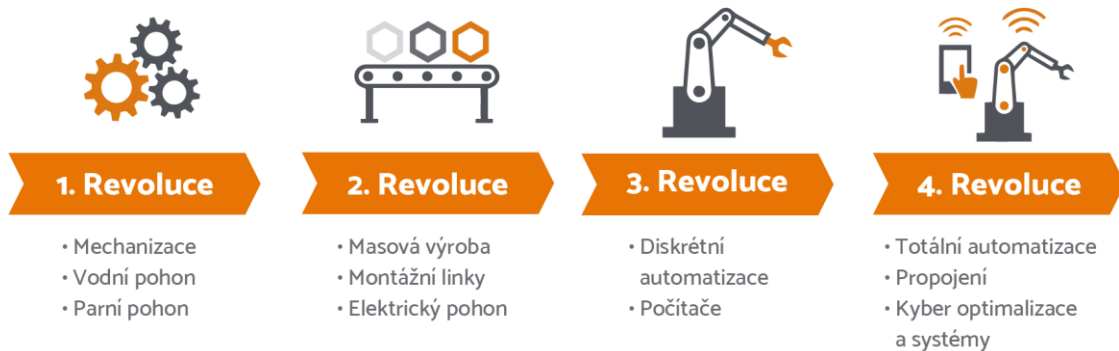 1. Revoluce
• Mechanizace
• Vodní pohon
• Parní pohon
2. Revoluce
• Masová výroba
• Montážní linky
• Elektrický pohon
3. Revoluce
• Diskrétní
automatizace
• Počítače
4. Revoluce
• Totální automatizace
• Propojení
• Kyber optimalizace
a systémy